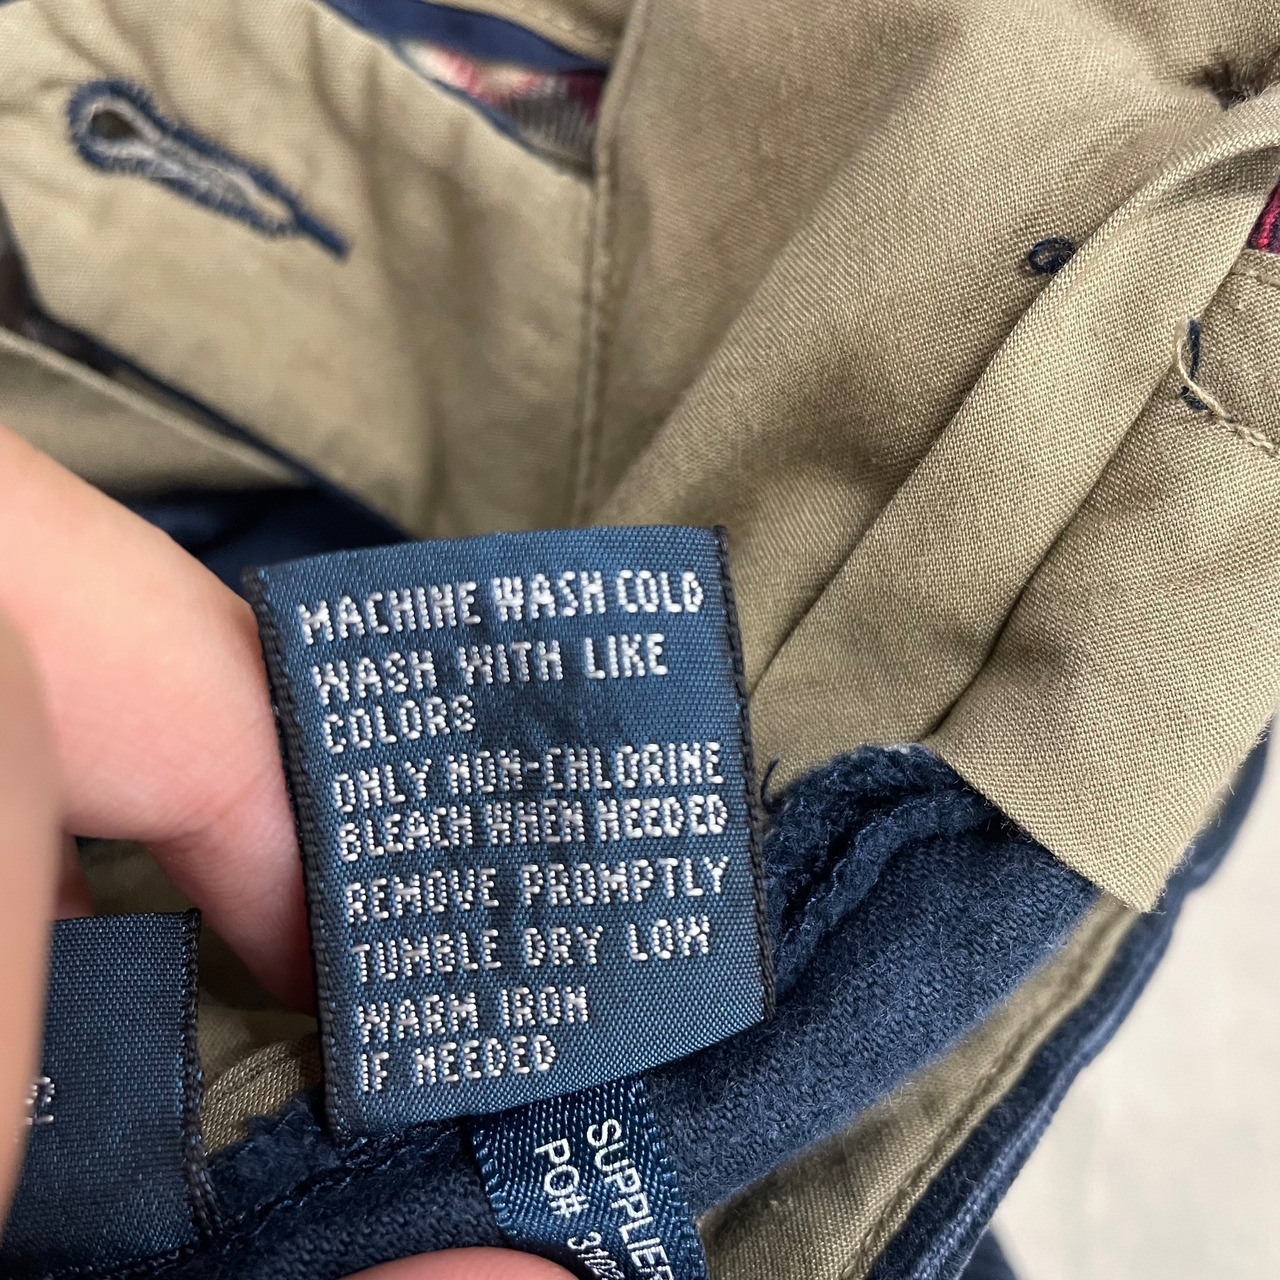 MACHINE WASH COLD
WASH WITH LIKE
COLORS
ONLY NON-CHLORINE
BLEACH WHEN NEEDED
REMOVE PROMPTLY
TUMBLE DRY LOW
WARM IRON
IF NEEDED
SUPPLIER
PO#